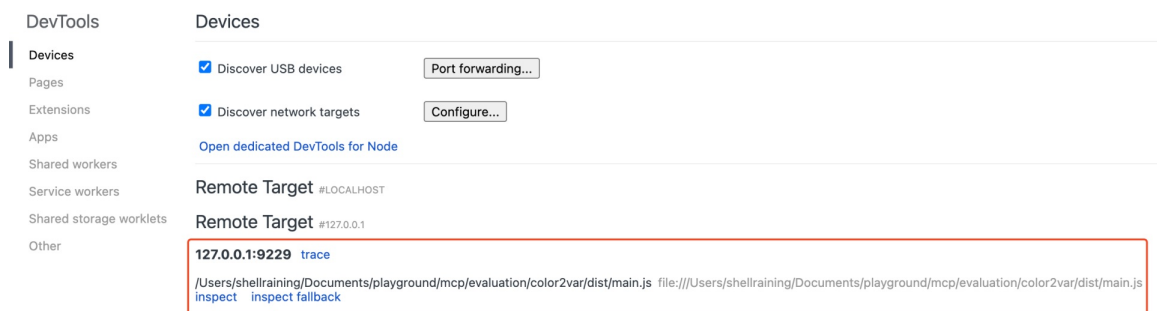 DevTools
Devices
Pages
Extensions
Apps
Shared workers
Service workers
Shared storage worklets
Other
Devices
Discover USB devices Port forwarding...
Discover network targets Configure...
Open dedicated DevTools for Node
Remote Target #LOCALHOST
Remote Target #127.0.0.1
127.0.0.1:9229 trace
/Users/shellraining/Documents/playground/mcp/evaluation/color2var/dist/main.js file:///Users/shellraining/Documents/playground/mcp/evaluation/color2var/dist/main.js
inspect inspect fallback